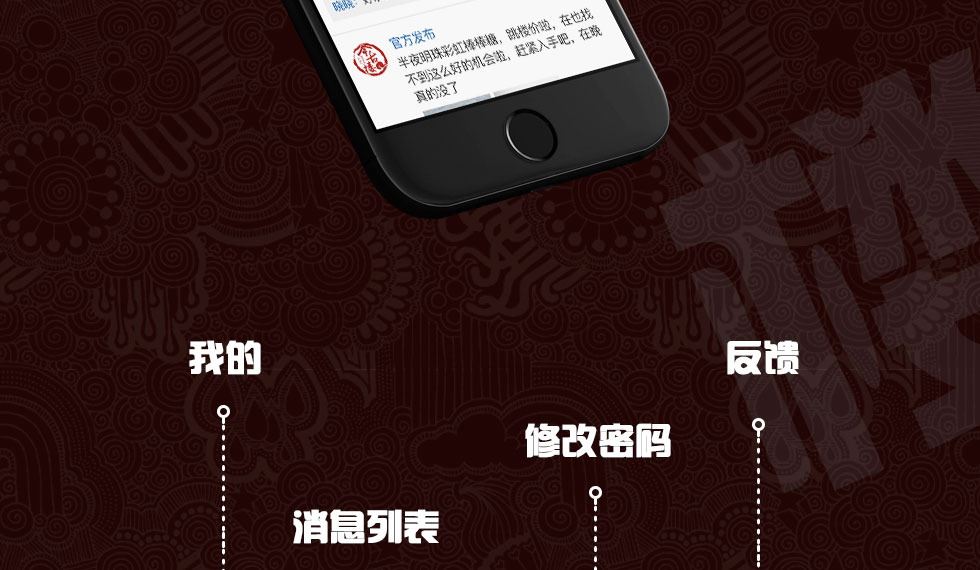 官方发布
半夜明珠彩虹棒棒糖，跳楼价啦，在也找
不到这么好的机会啦，赶紧入手吧，在晚
真的没了
我的
反馈
修改密码
消息列表